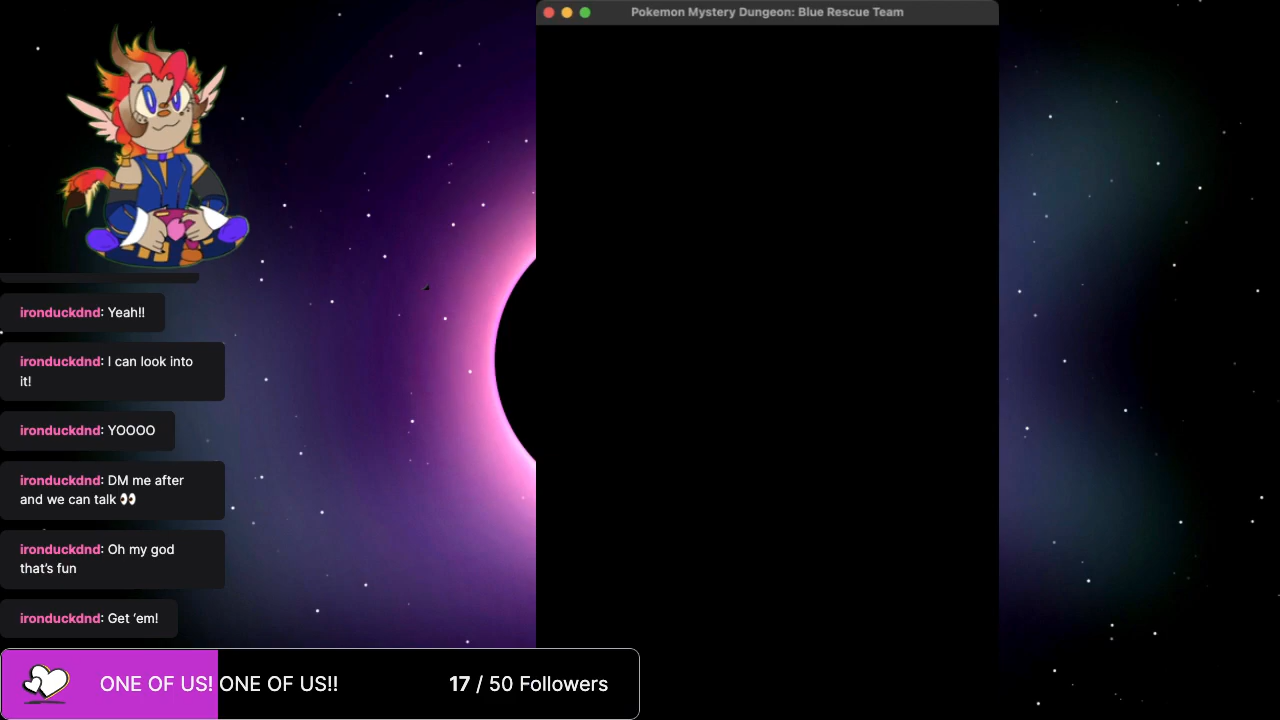 Pokemon Mystery Dungeon: Blue Rescue Team
ironduckdnd: Yeah!!
ironduckdnd: I can look into
it!
ironduckdnd: YOOOO
ironduckdnd: DM me after
and we can talk 👀
ironduckdnd: Oh my god
that’s fun
ironduckdnd: Get ‘em!
ONE OF US! ONE OF US!!
17 / 50 Followers